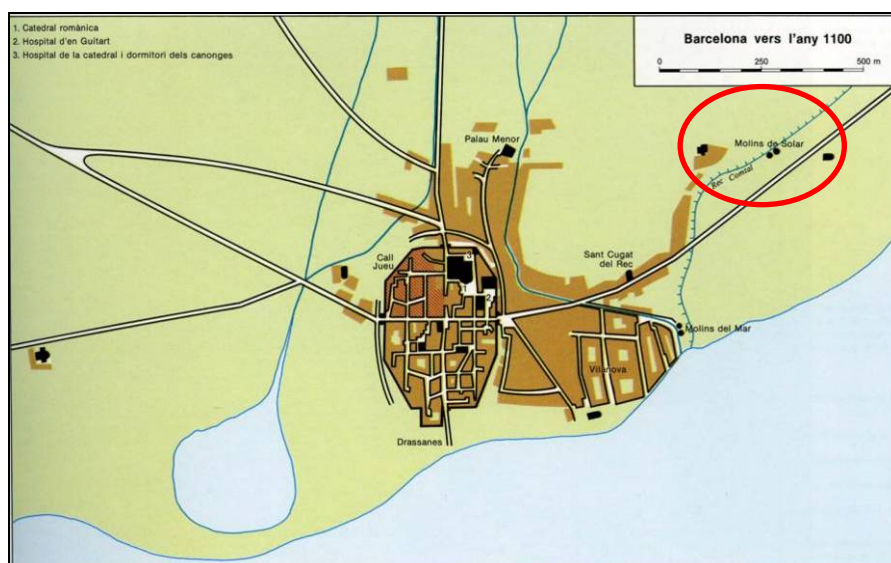 1. Catedral romànica
2. Hospital d'en Guitart
3. Hospital de la catedral i dormitori dels canonges
Barcelona vers l'any 1100
0 250 500 m
Palau Menor
Molins de Solar
Rec Comtal
Call
Jueu
3
1
2
Sant Cugat
del Rec
Molins del Mar
Vilanova
Drassanes